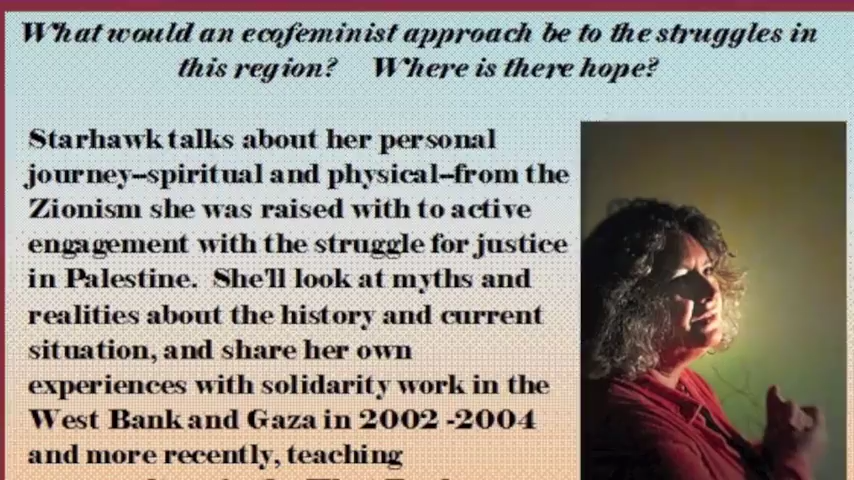 What would an ecofeminist approach be to the struggles in
this region? Where is there hope?
Starhawk talks about her personal
journey--spiritual and physical--from the
Zionism she was raised with to active
engagement with the struggle for justice
in Palestine. She'll look at myths and
realities about the history and current
situation, and share her own
experiences with solidarity work in the
West Bank and Gaza in 2002 -2004
and more recently, teaching